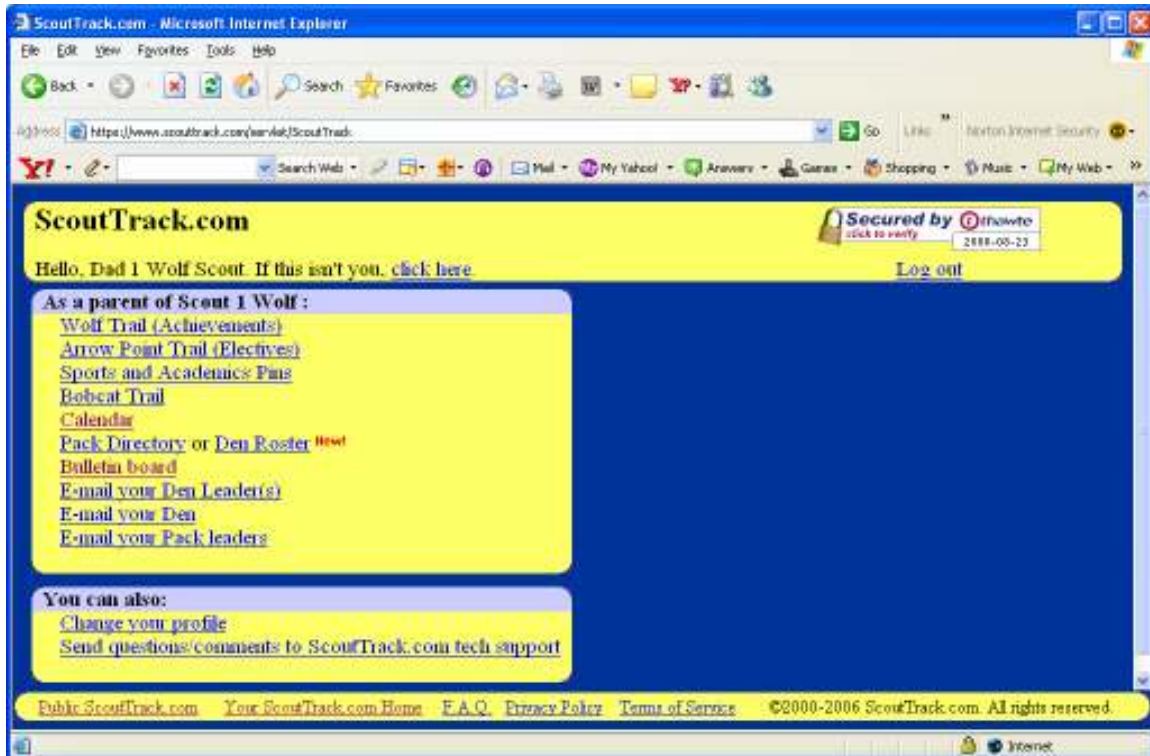 ScoutTrack.com - Microsoft Internet Explorer
File Edit View Favorites Tools Help
Back Search Favorites
Address https://www.scouttrack.com/servlet/ScoutTrack Go Links Norton Internet Security
Y! Search Web Mail My Yahoo! Answers Games Shopping Music My Web
ScoutTrack.com
Secured by thawte
click to verify
Hello, Dad 1 Wolf Scout. If this isn't you, click here. Log out
As a parent of Scout 1 Wolf :
Wolf Trail (Achievements)
Arrow Point Trail (Electives)
Sports and Academics Pins
Bobcat Trail
Calendar
Pack Directory or Den Roster New!
Bulletin board
E-mail your Den Leader(s)
E-mail your Den
E-mail your Pack leaders
You can also:
Change your profile
Send questions/comments to ScoutTrack.com tech support
Public ScoutTrack.com Your ScoutTrack.com Home F.A.Q. Privacy Policy Terms of Service ©2000-2006 ScoutTrack.com. All rights reserved.
Internet